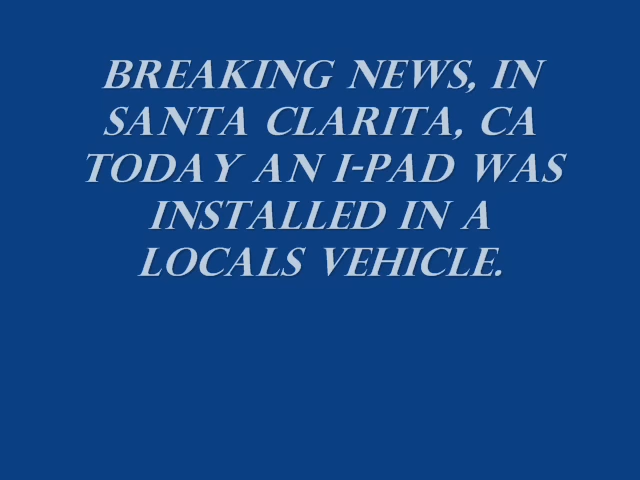 BREAKING NEWS, IN
SANTA CLARITA, CA
TODAY AN I-PAD WAS
INSTALLED IN A
LOCALS VEHICLE.